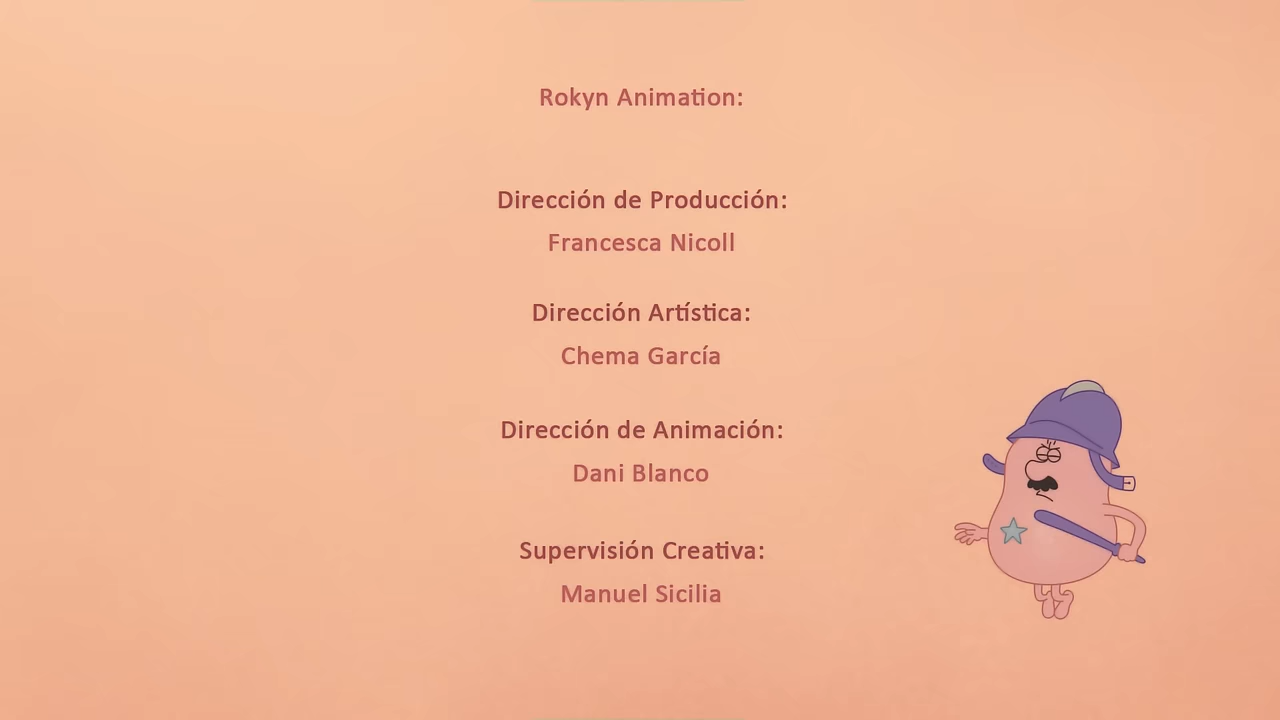 Rokyn Animation:
Dirección de Producción:
Francesca Nicoll
Dirección Artística:
Chema García
Dirección de Animación:
Dani Blanco
Supervisión Creativa:
Manuel Sicilia